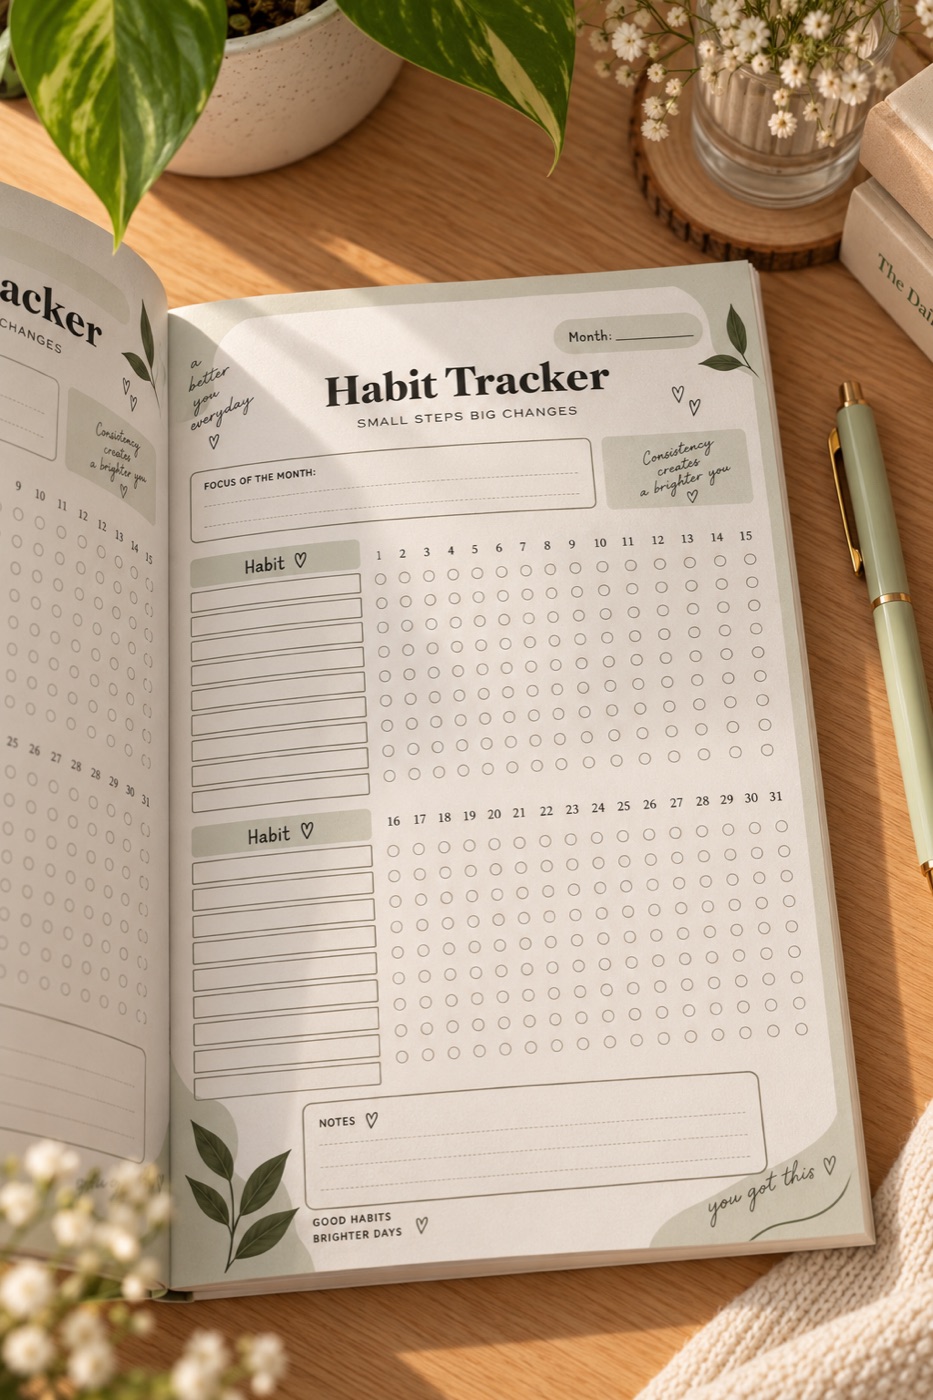 acker
CHANGES
Consistency
creates
a brighter you
9 10 11 12 12 13 14 15
25 26 27 28 28 29 30 31
a
better
you
everyday
Month:
Habit Tracker
SMALL STEPS BIG CHANGES
FOCUS OF THE MONTH:
Consistency
creates
a brighter you
Habit 1 2 3 4 5 6 7 8 9 10 11 12 13 14 15
Habit 16 17 18 19 20 21 22 23 24 25 26 27 28 29 30 31
NOTES
you got this
GOOD HABITS
BRIGHTER DAYS
The Dail